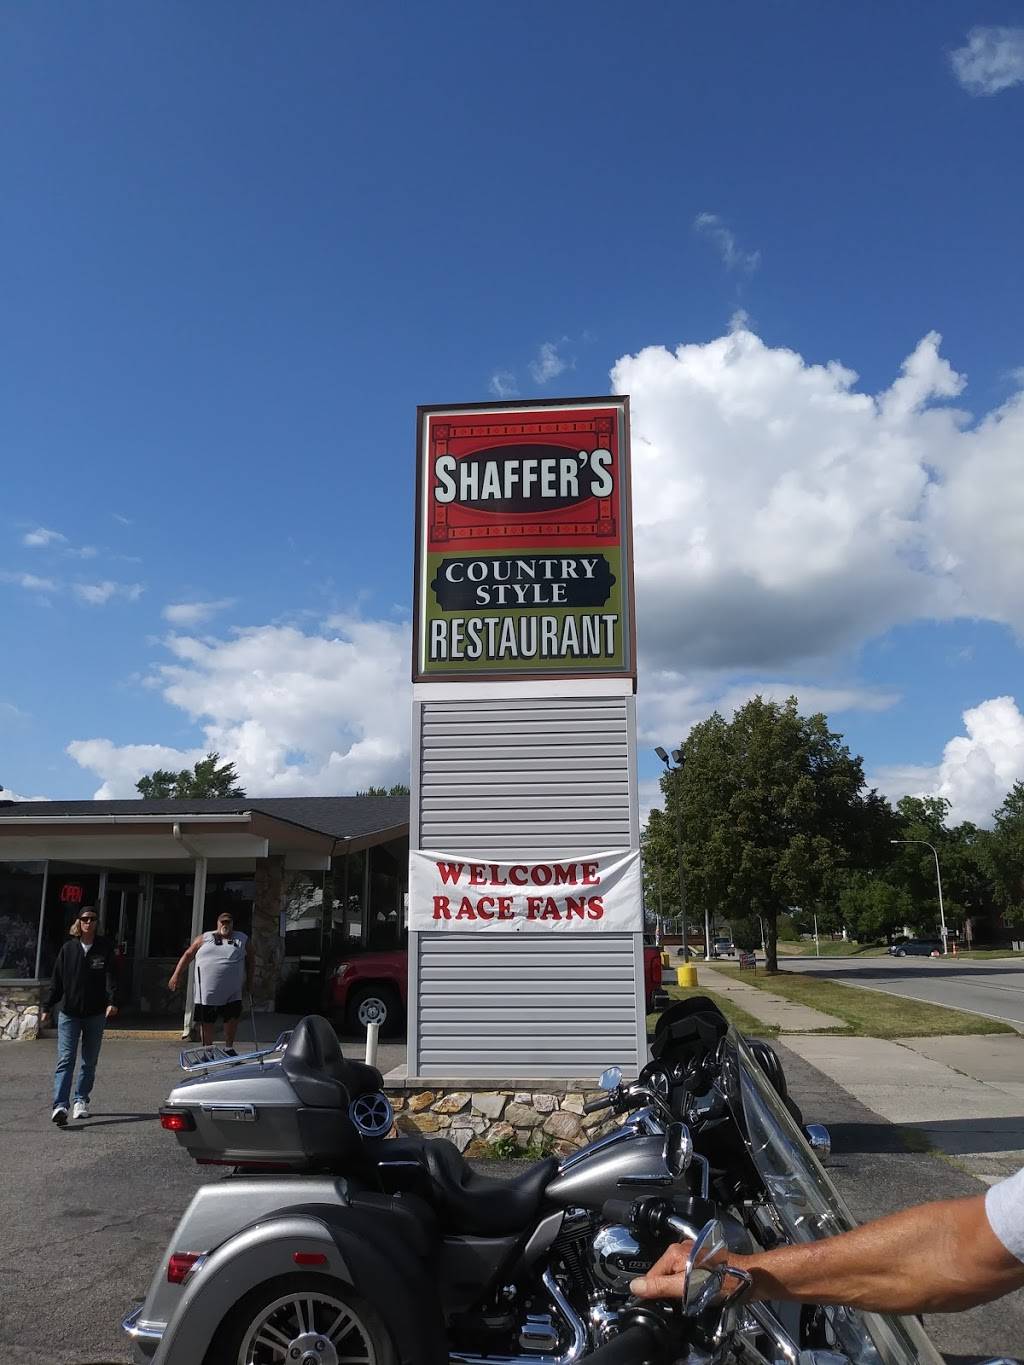 SHAFFER'S
COUNTRY
STYLE
RESTAURANT
WELCOME
RACE FANS
OPEN